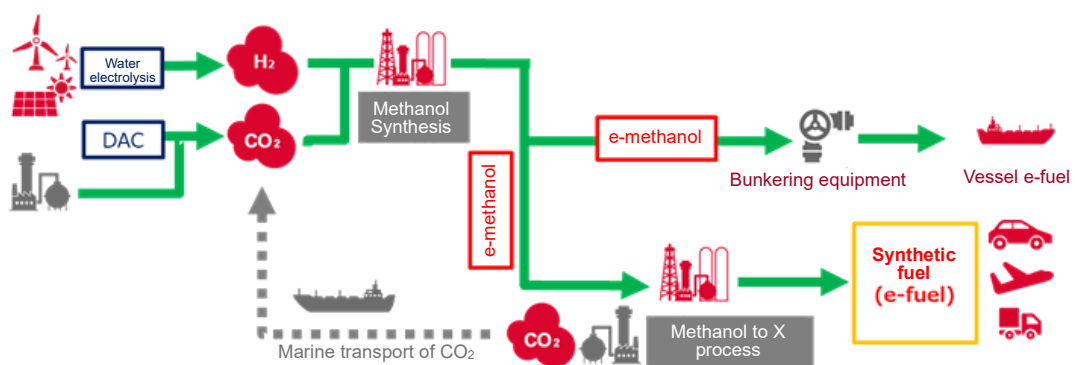 Water
electrolysis
H₂
Methanol
Synthesis
DAC
CO₂
e-methanol
Bunkering equipment
Vessel e-fuel
e-methanol
Synthetic
fuel
(e-fuel)
CO₂
Methanol to X
process
Marine transport of CO₂